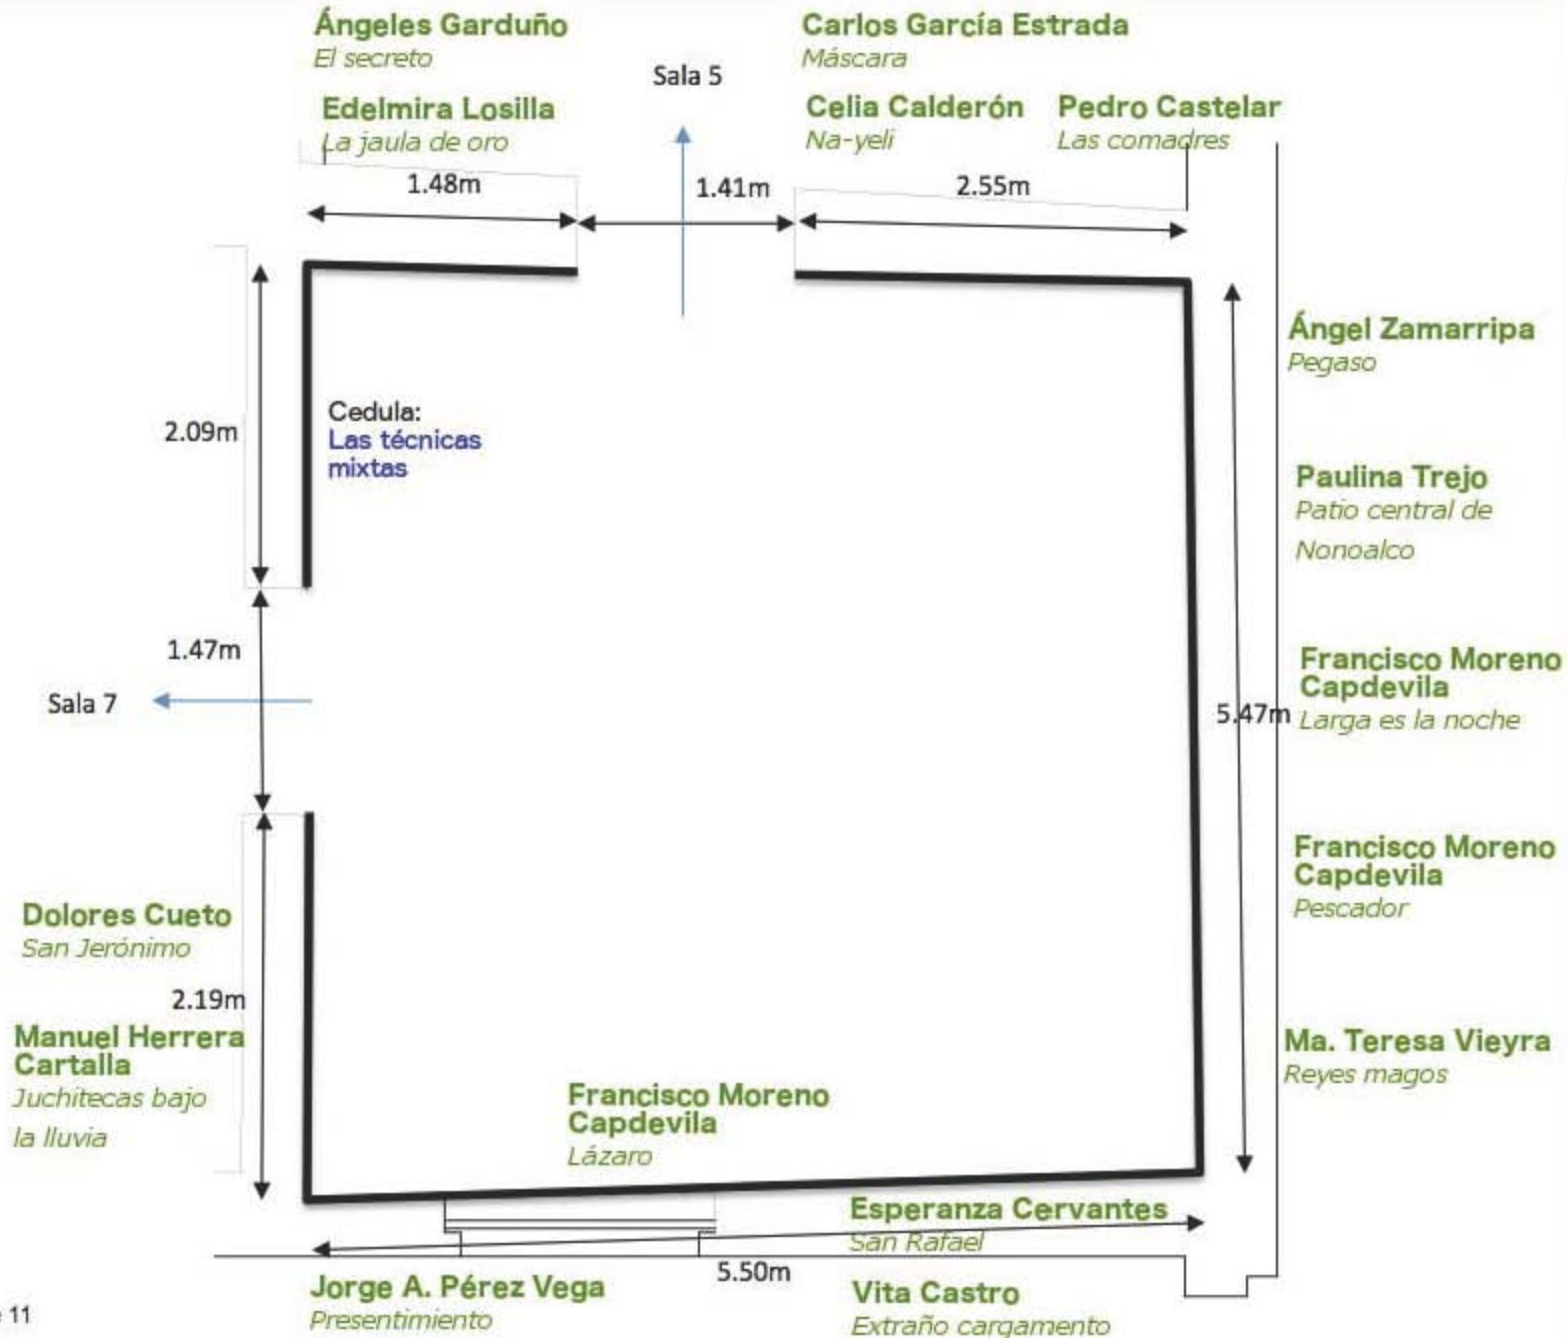 Ángeles Garduño
El secreto
Carlos García Estrada
Máscara
Sala 5
Edelmira Losilla
La jaula de oro
Celia Calderón
Na-yeli
Pedro Castelar
Las comadres
1.48m
1.41m
2.55m
Ángel Zamarripa
Pegaso
2.09m
Cedula:
Las técnicas
mixtas
Paulina Trejo
Patio central de
Nonoalco
1.47m
Sala 7
Francisco Moreno
Capdevila
Larga es la noche
5.47m
Francisco Moreno
Capdevila
Pescador
Dolores Cueto
San Jerónimo
2.19m
Manuel Herrera
Cartalla
Juchitecas bajo
la lluvia
Ma. Teresa Vieyra
Reyes magos
Francisco Moreno
Capdevila
Lázaro
Esperanza Cervantes
San Rafael
5.50m
Jorge A. Pérez Vega
Presentimiento
Vita Castro
Extraño cargamento
11